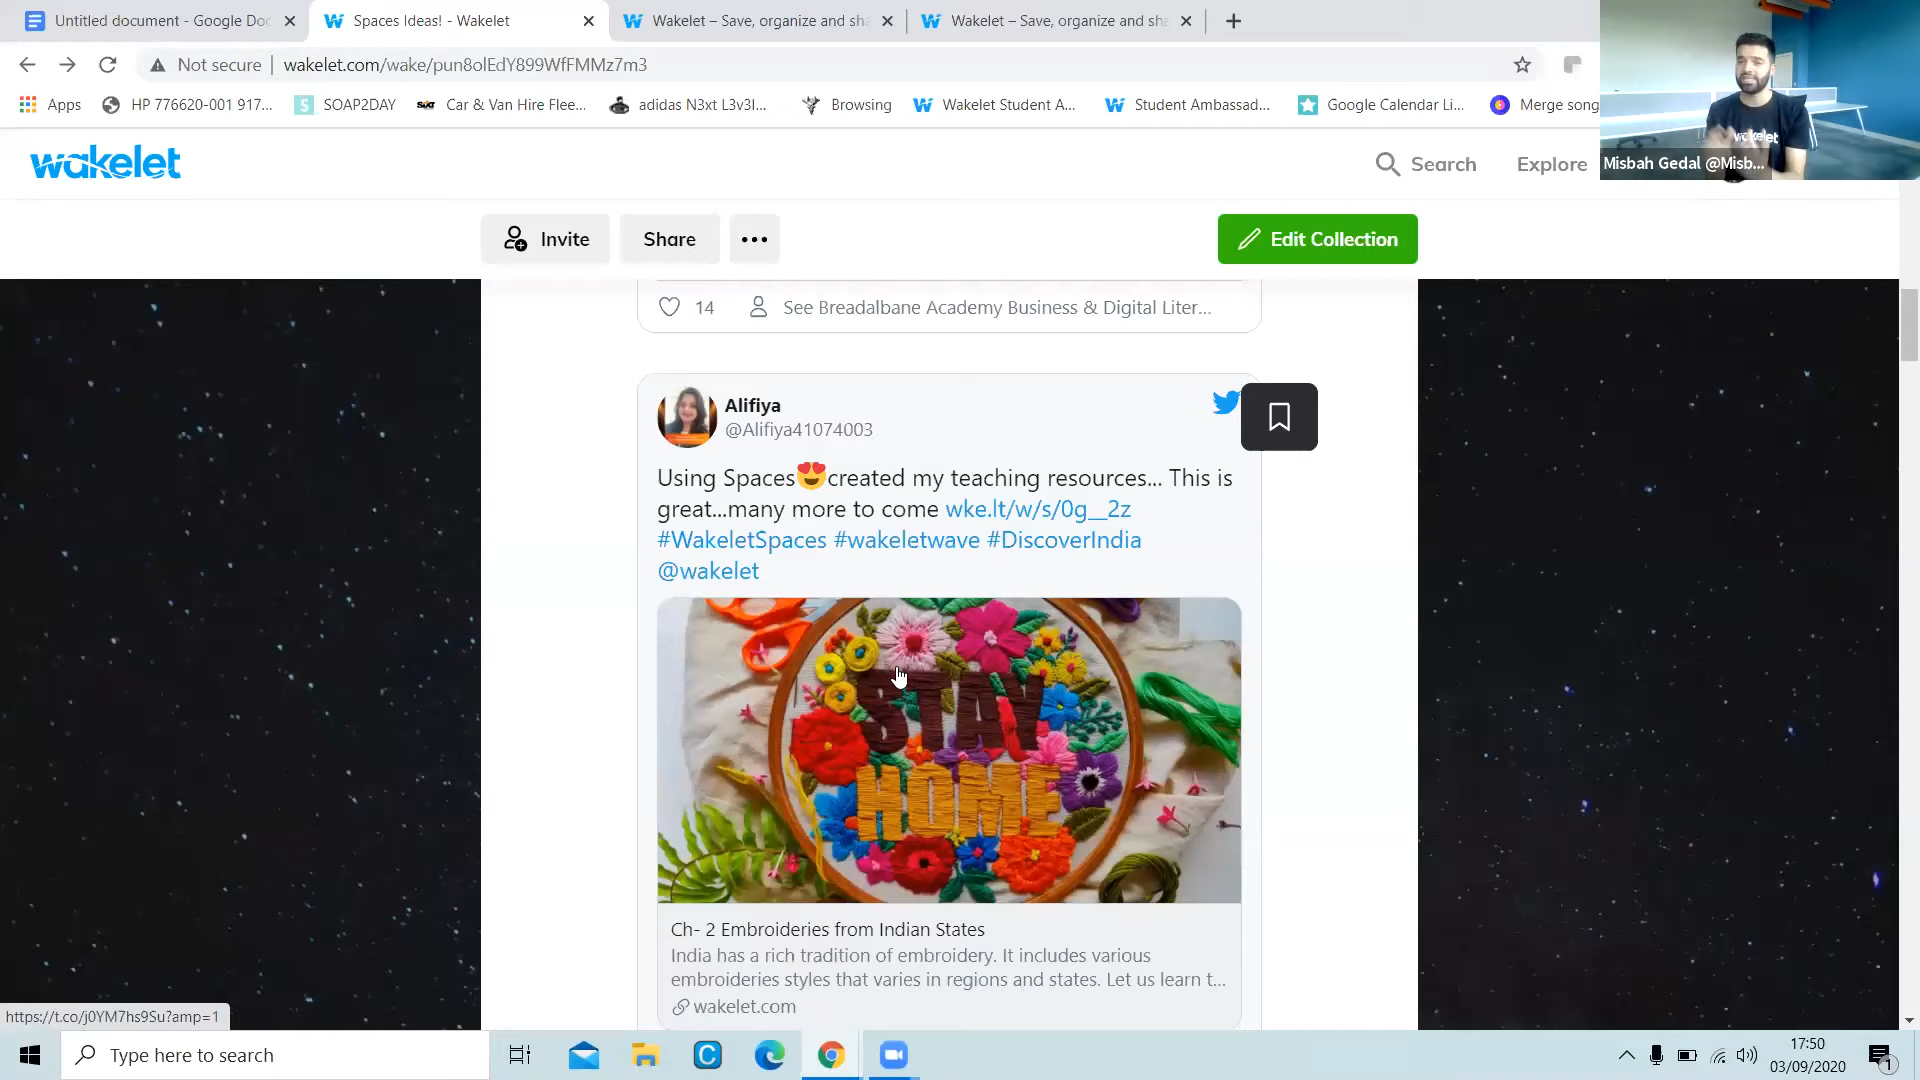 Untitled document - Google Doc
Spaces Ideas! - Wakelet
Wakelet – Save, organize and sha
Wakelet – Save, organize and sha
Not secure
wakelet.com/wake/pun8olEdY899WfFMMz7m3
Apps
HP 776620-001 917...
SOAP2DAY
Car & Van Hire Flee...
adidas N3xt L3v3l...
Browsing
Wakelet Student A...
Student Ambassad...
Google Calendar Li...
Merge song
wakelet
Misbah Gedal @Misb...
wakelet
Search
Explore
Invite
Share
Edit Collection
14
See Breadalbane Academy Business & Digital Liter...
Alifiya
@Alifiya41074003
Using Spaces😍created my teaching resources... This is
great...many more to come wke.lt/w/s/0g__2z
#WakeletSpaces #wakeletwave #DiscoverIndia
@wakelet
STAY
HOME
Ch- 2 Embroideries from Indian States
India has a rich tradition of embroidery. It includes various
embroideries styles that varies in regions and states. Let us learn t...
wakelet.com
https://t.co/j0YM7hs9Su?amp=1
Type here to search
17:50
03/09/2020
1